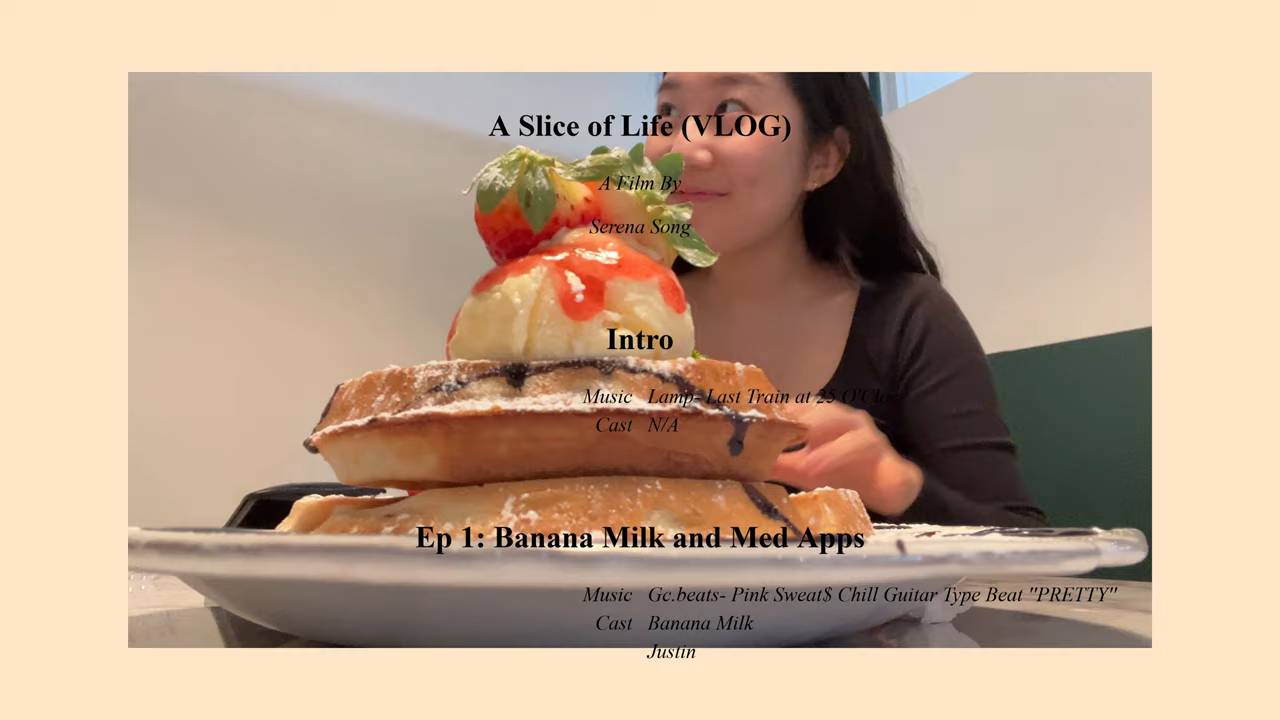 A Slice of Life (VLOG)
A Film By
Serena Song
Intro
Music Lamp- Last Train at 25 O'Clock
Cast N/A
Ep 1: Banana Milk and Med Apps
Music Gc.beats- Pink Sweat$ Chill Guitar Type Beat "PRETTY"
Cast Banana Milk
Justin